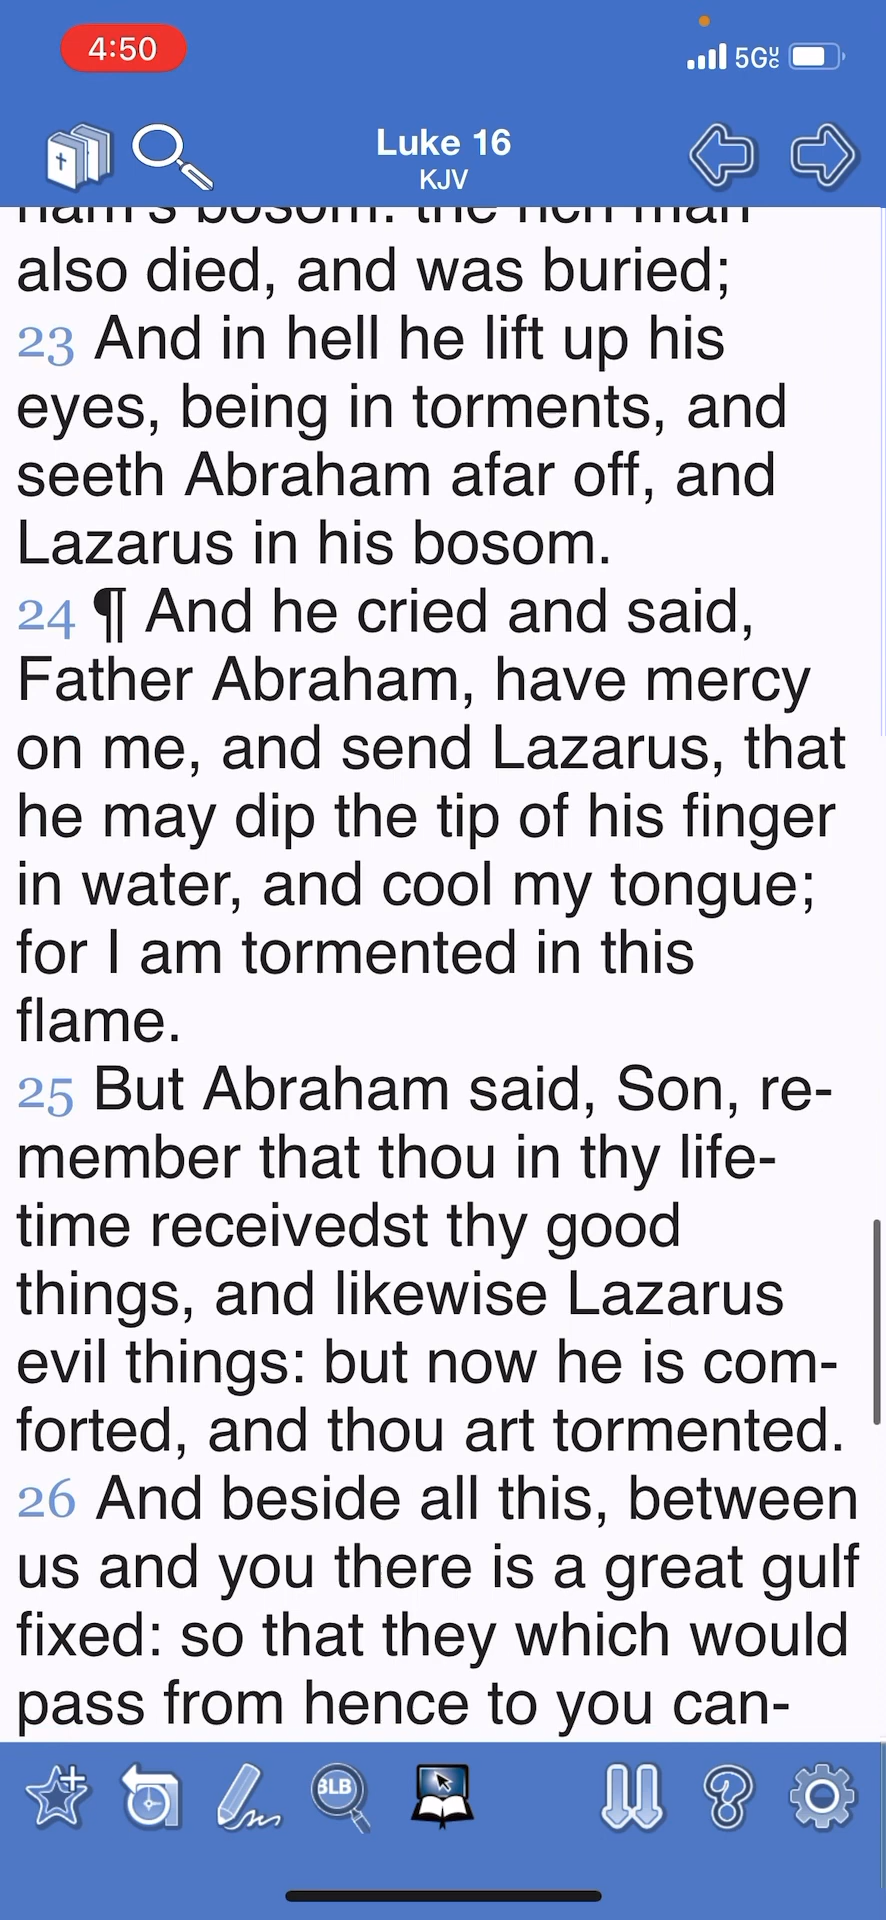 4:50
5GUC
Luke 16
KJV
ham's bosom: the rich man
also died, and was buried;
23 And in hell he lift up his
eyes, being in torments, and
seeth Abraham afar off, and
Lazarus in his bosom.
24 ¶ And he cried and said,
Father Abraham, have mercy
on me, and send Lazarus, that
he may dip the tip of his finger
in water, and cool my tongue;
for I am tormented in this
flame.
25 But Abraham said, Son, re-
member that thou in thy life-
time receivedst thy good
things, and likewise Lazarus
evil things: but now he is com-
forted, and thou art tormented.
26 And beside all this, between
us and you there is a great gulf
fixed: so that they which would
pass from hence to you can-
BLB